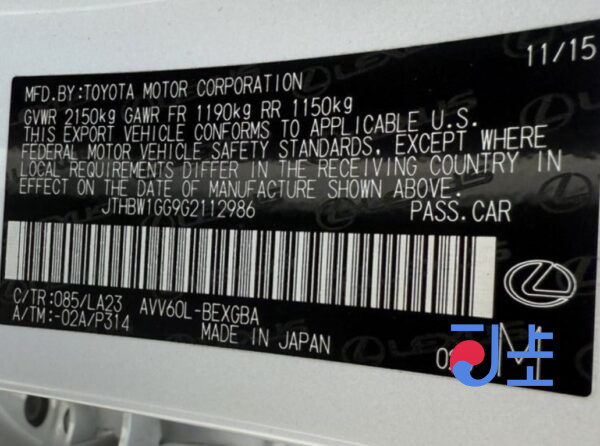 11/15
MFD.BY:TOYOTA MOTOR CORPORATION
GVWR 2150kg GAWR FR 1190kg RR 1150kg
THIS EXPORT VEHICLE CONFORMS TO APPLICABLE U.S.
FEDERAL MOTOR VEHICLE SAFETY STANDARDS. EXCEPT WHERE
LOCAL REQUIREMENTS DIFFER IN THE RECEIVING COUNTRY IN
EFFECT ON THE DATE OF MANUFACTURE SHOWN ABOVE.
JTHBW1GG9G2112986 PASS.CAR
C/TR:085/LA23 AVV60L-BEXGBA
A/TM:-02A/P314 MADE IN JAPAN
M
LEXUS